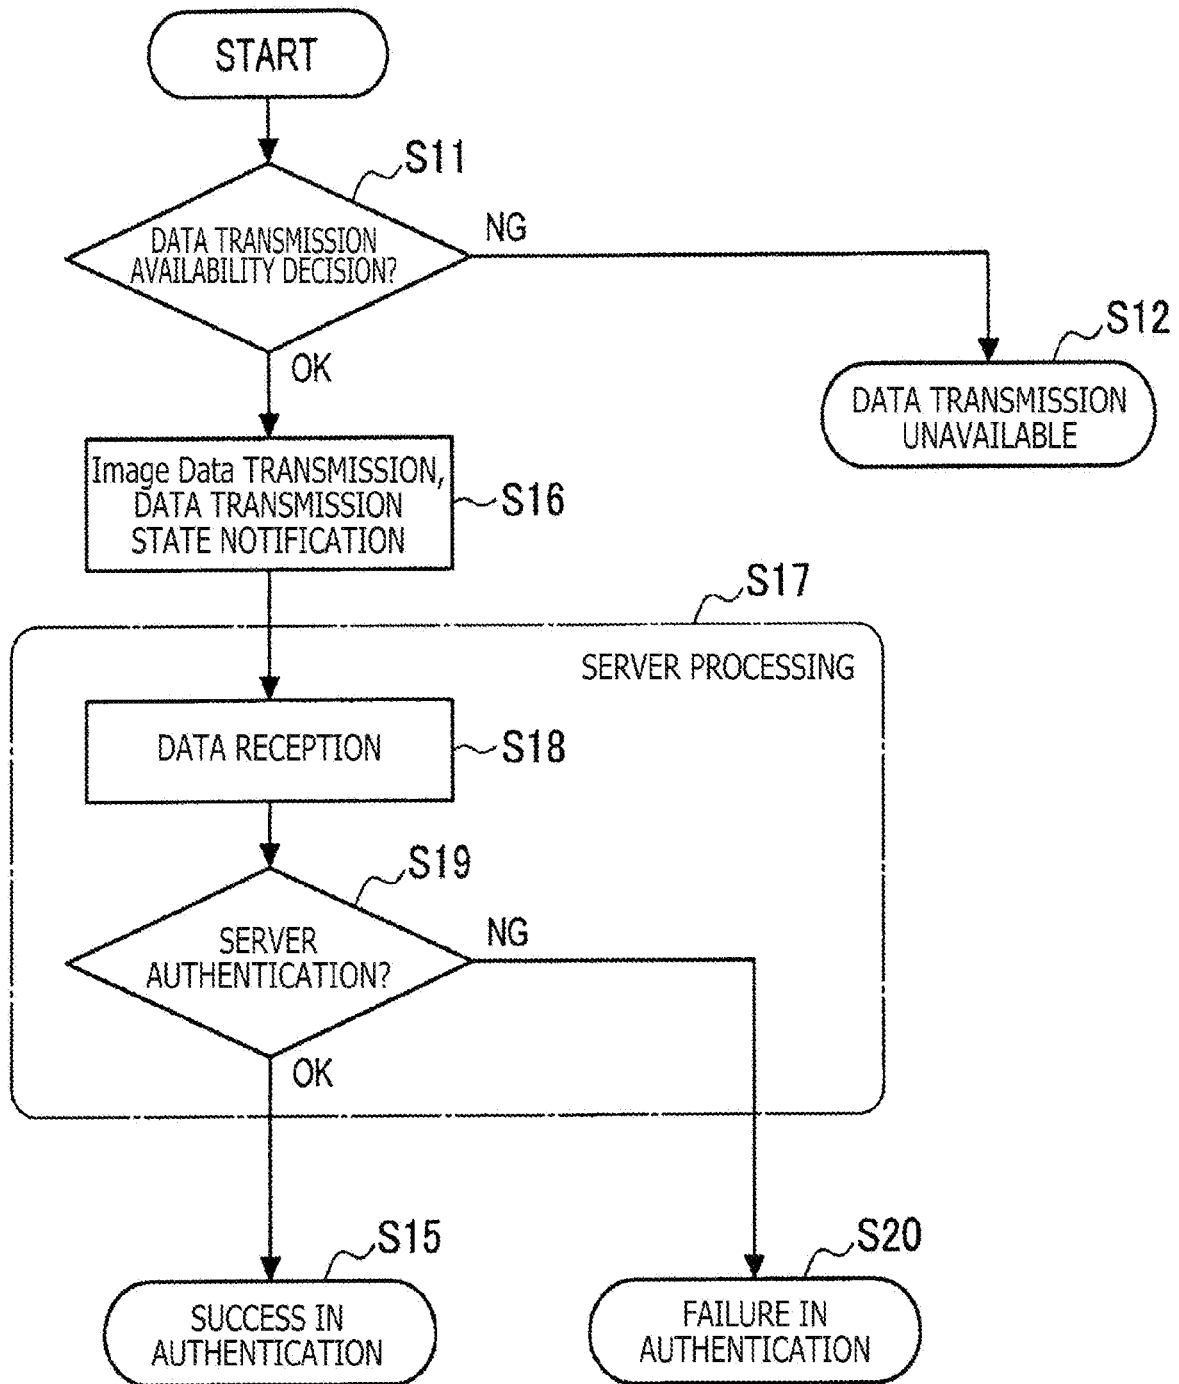 START
S11
DATA TRANSMISSION
AVAILABILITY DECISION?
NG
OK
S12
DATA TRANSMISSION
UNAVAILABLE
Image Data TRANSMISSION,
DATA TRANSMISSION
STATE NOTIFICATION
S16
S17
SERVER PROCESSING
DATA RECEPTION
S18
S19
SERVER
AUTHENTICATION?
NG
OK
S15
SUCCESS IN
AUTHENTICATION
S20
FAILURE IN
AUTHENTICATION